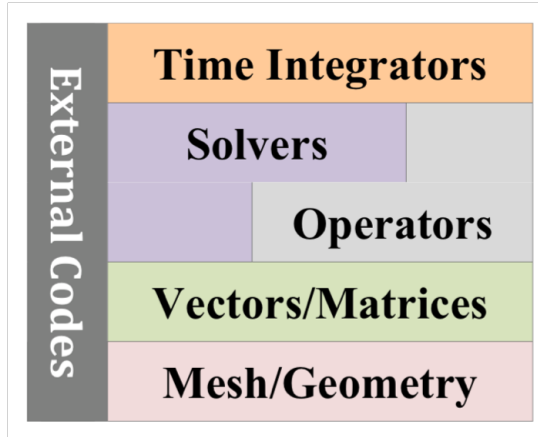 External Codes
Time Integrators
Solvers
Operators
Vectors/Matrices
Mesh/Geometry